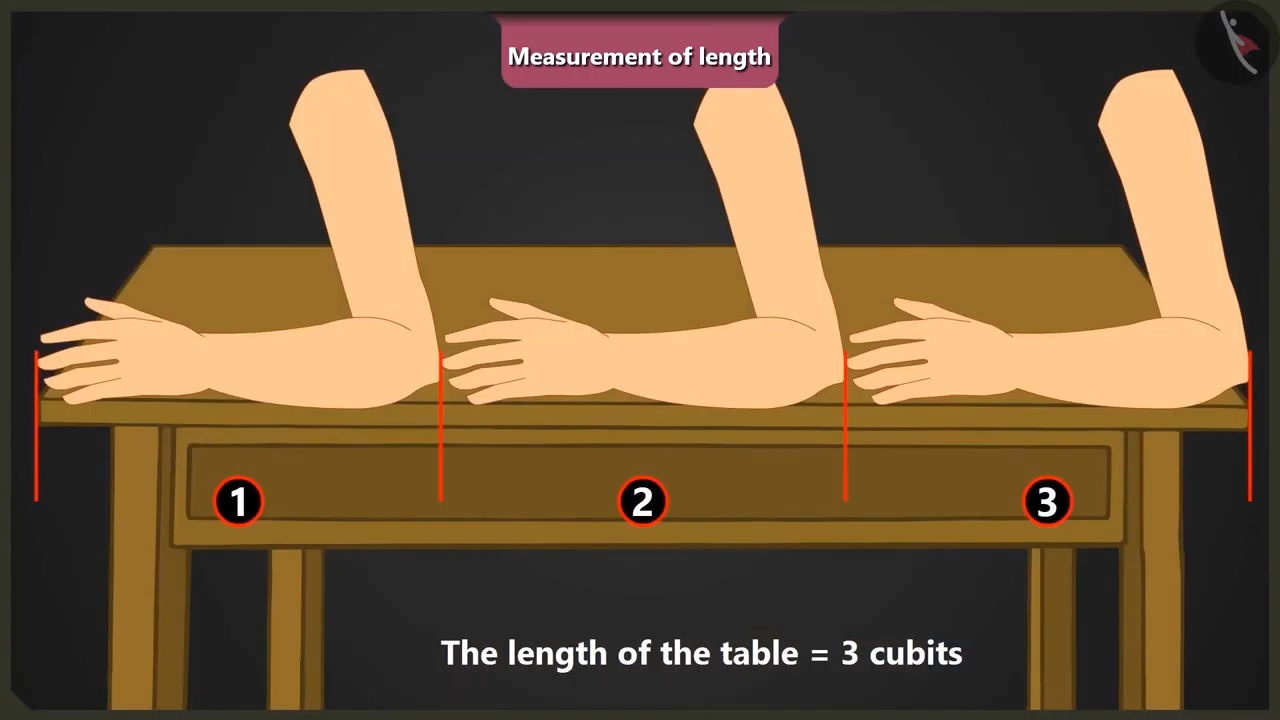 Measurement of length
1
2
3
The length of the table = 3 cubits